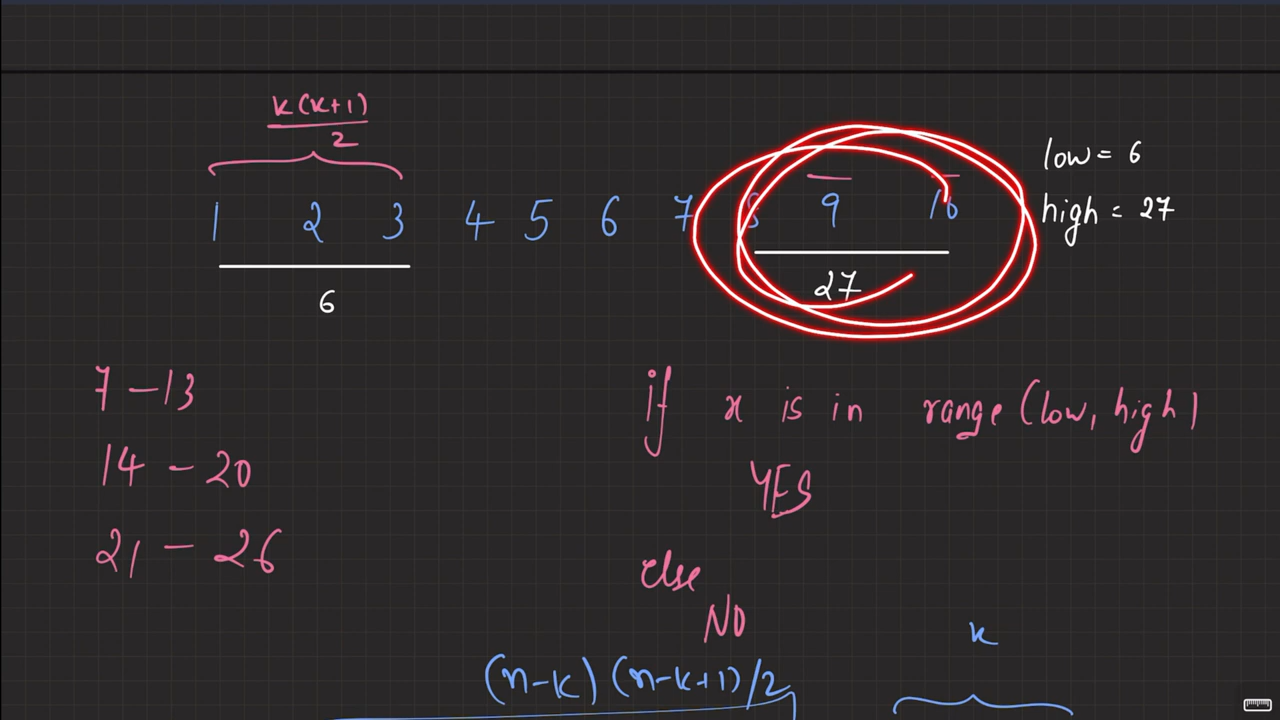 k(k+1)
2
1 2 3 4 5 6 7 8 9 10
6
27
low = 6
high = 27
7 – 13
14 – 20
21 – 26
if x is in range (low, high)
YES
else
NO
k
(n-k) (n-k+1)/2